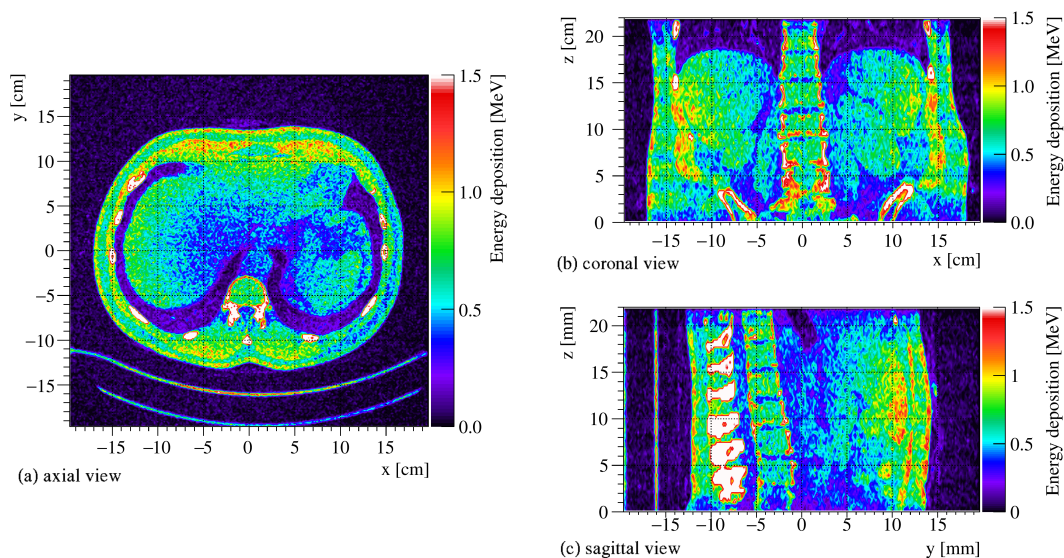 y [cm]
15
10
5
0
−5
−10
−15
−15 −10 −5 0 5 10 15
x [cm]
1.5
1.0
0.5
0.0
Energy deposition [MeV]
(a) axial view
z [cm]
20
15
10
5
0
−15 −10 −5 0 5 10 15
x [cm]
1.5
1.0
0.5
0.0
Energy deposition [MeV]
(b) coronal view
z [mm]
20
15
10
5
0
−15 −10 −5 0 5 10 15
y [mm]
1.5
1.0
0.5
0.0
Energy deposition [MeV]
(c) sagittal view